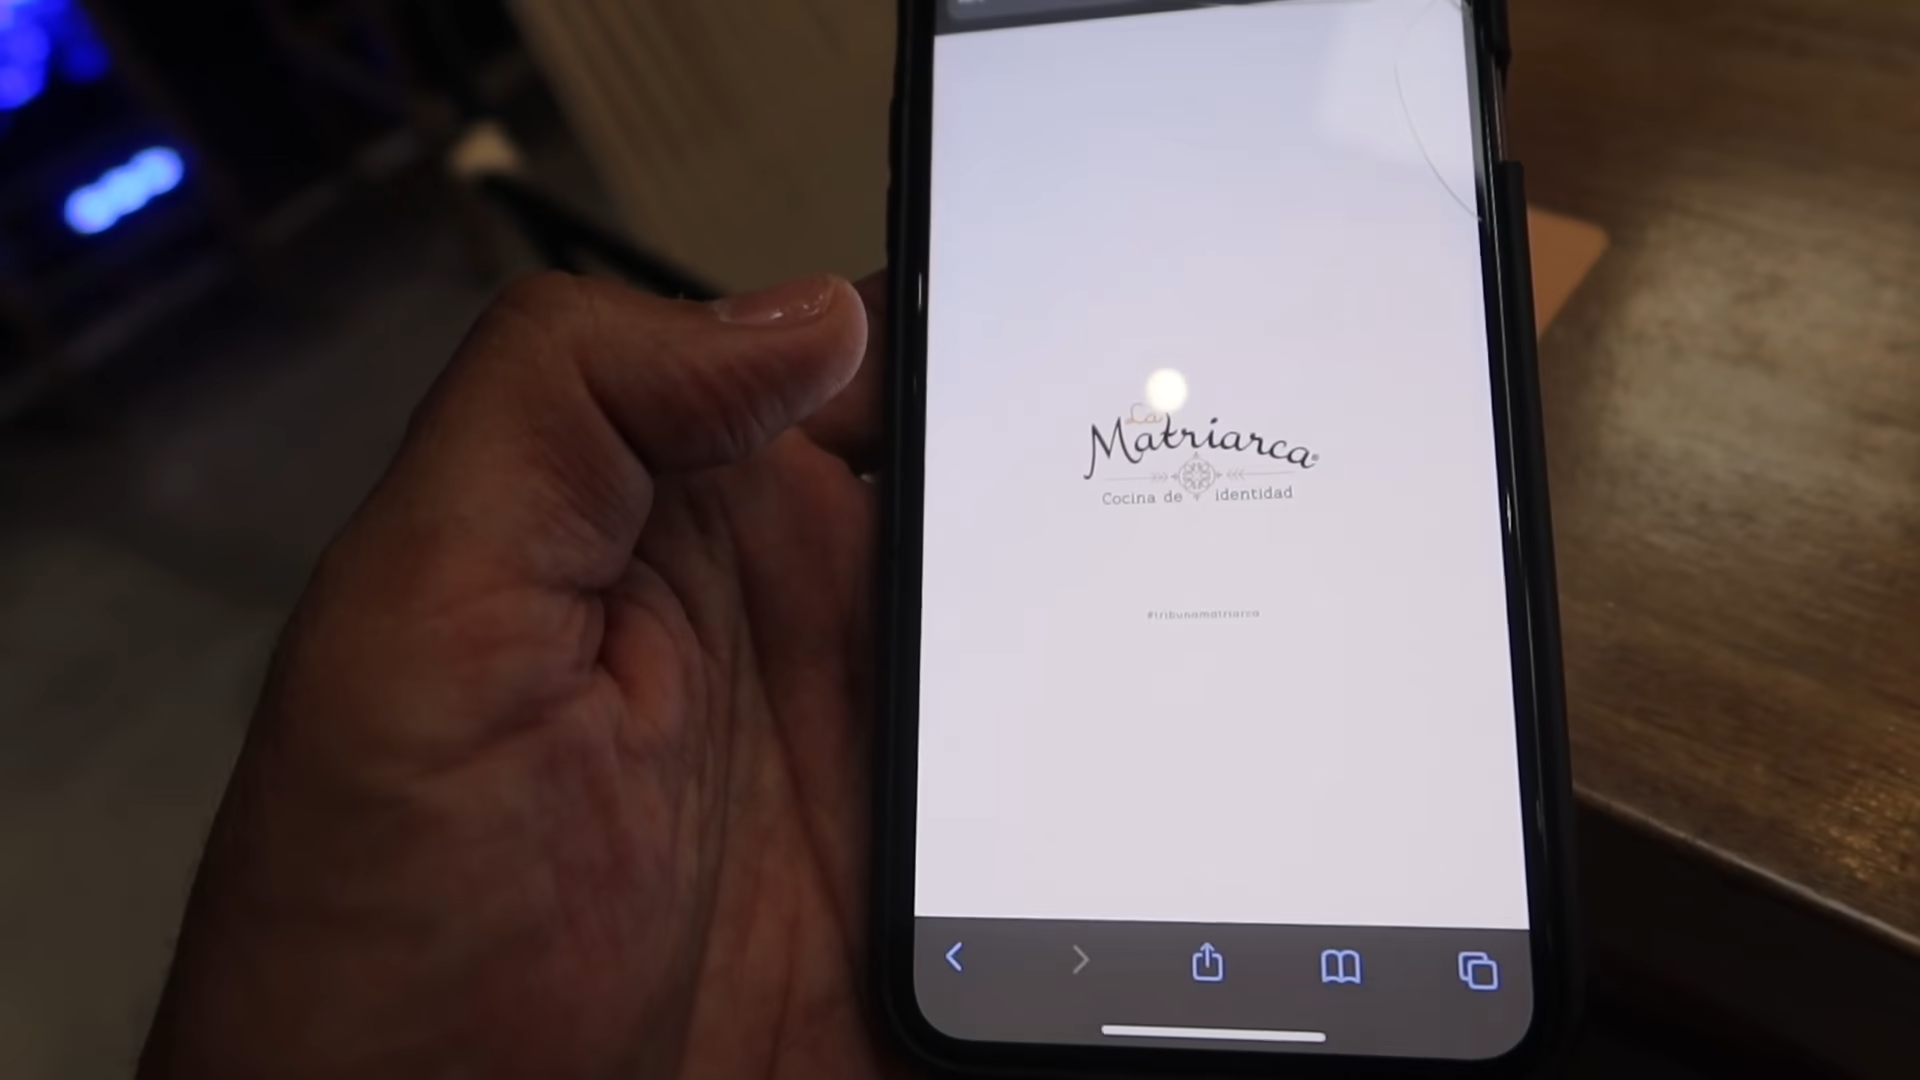 La
Matriarca®
Cocina de identidad
#tribunamatriarca